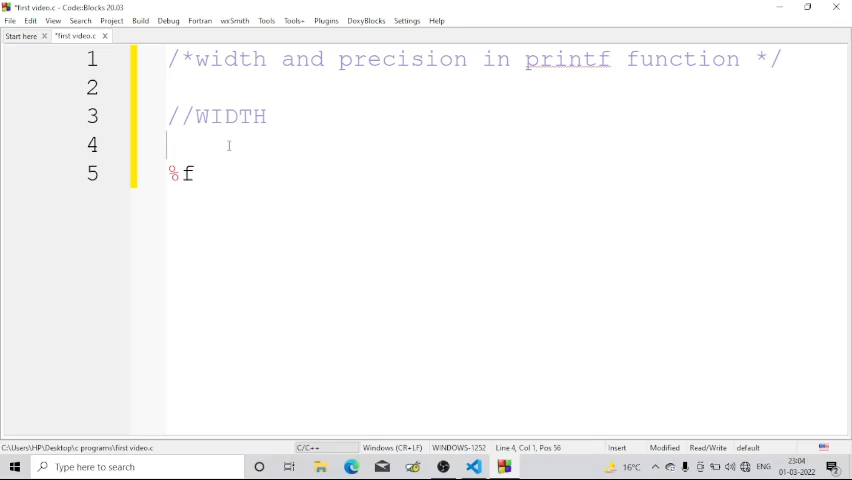 *first video.c - Code::Blocks 20.03
File Edit View Search Project Build Debug Fortran wxSmith Tools Tools+ Plugins DoxyBlocks Settings Help
Start here *first video.c
1 /*width and precision in printf function */
2
3 //WIDTH
4
5 %f
C:\Users\HP\Desktop\c programs\first video.c C/C++ Windows (CR+LF) WINDOWS-1252 Line 4, Col 1, Pos 56 Insert Modified Read/Write default
Type here to search 16°C ENG 23:04
01-03-2022 2